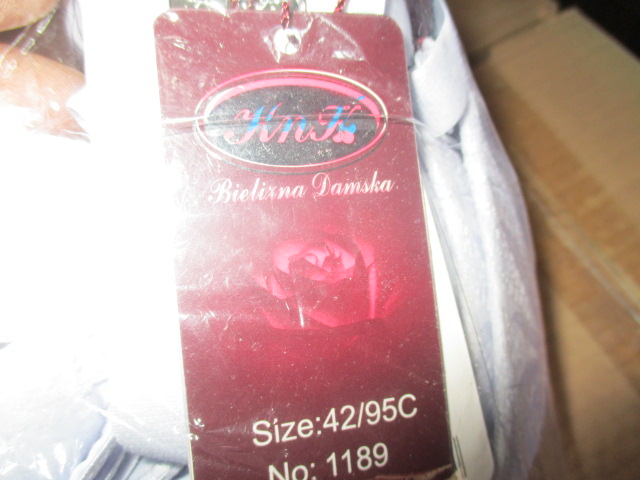 KnK
Bielizna Damska
Size:42/95C
No: 1189